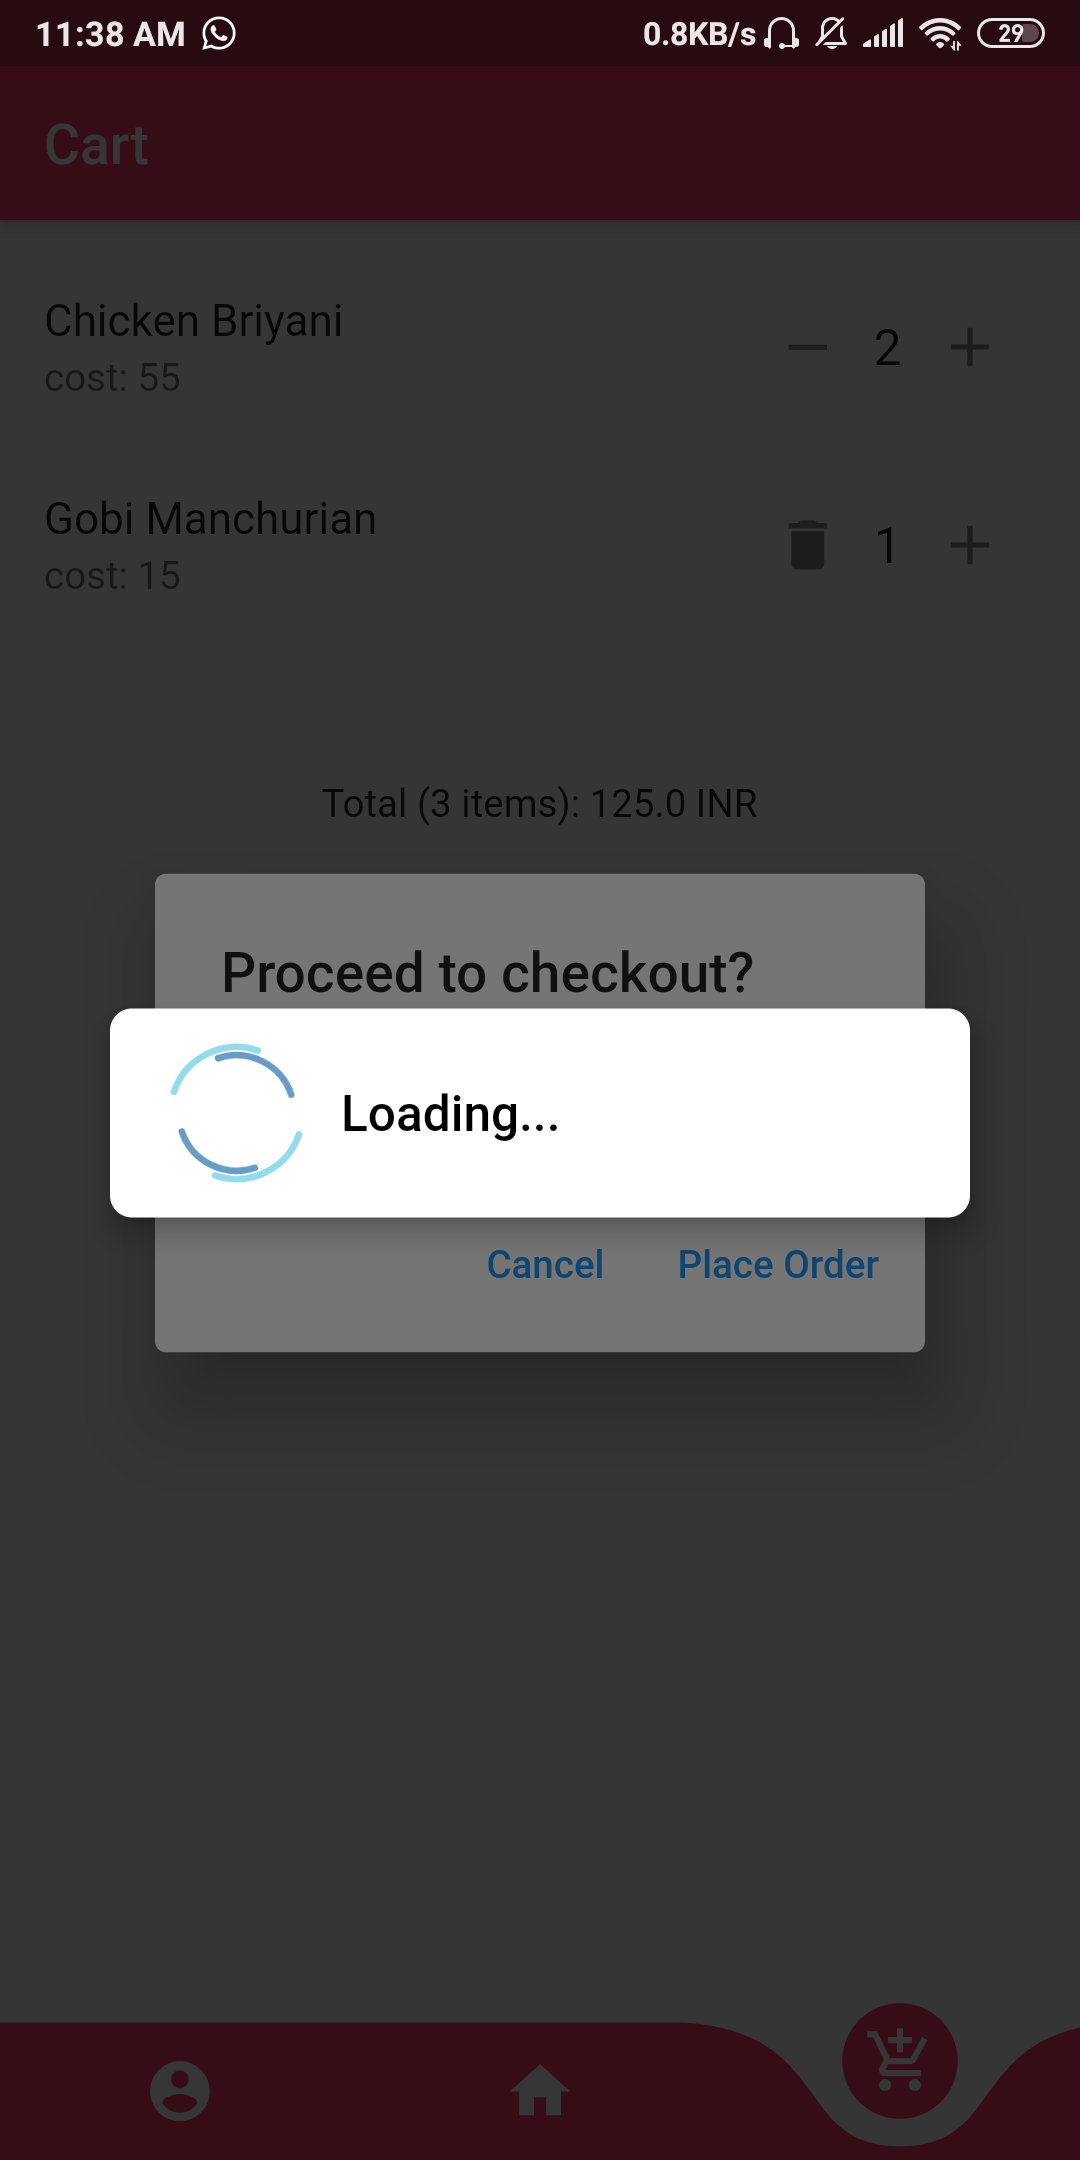 11:38 AM 0.8KB/s 29
Cart
Chicken Briyani
cost: 55
2
Gobi Manchurian
cost: 15
1
Total (3 items): 125.0 INR
Proceed to checkout?
Loading...
Cancel Place Order